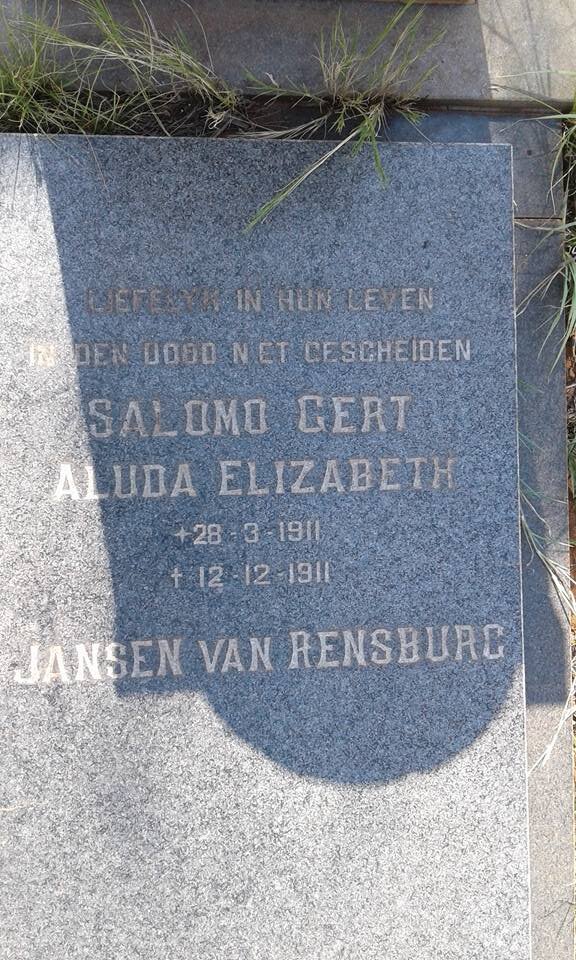 LIEFELYK IN HUN LEVEN
IN DEN DOOD NIET GESCHEIDEN
SALOMO GERT
ALUDA ELIZABETH
+28-3-1911
+12-12-1911
JANSEN VAN RENSBURG